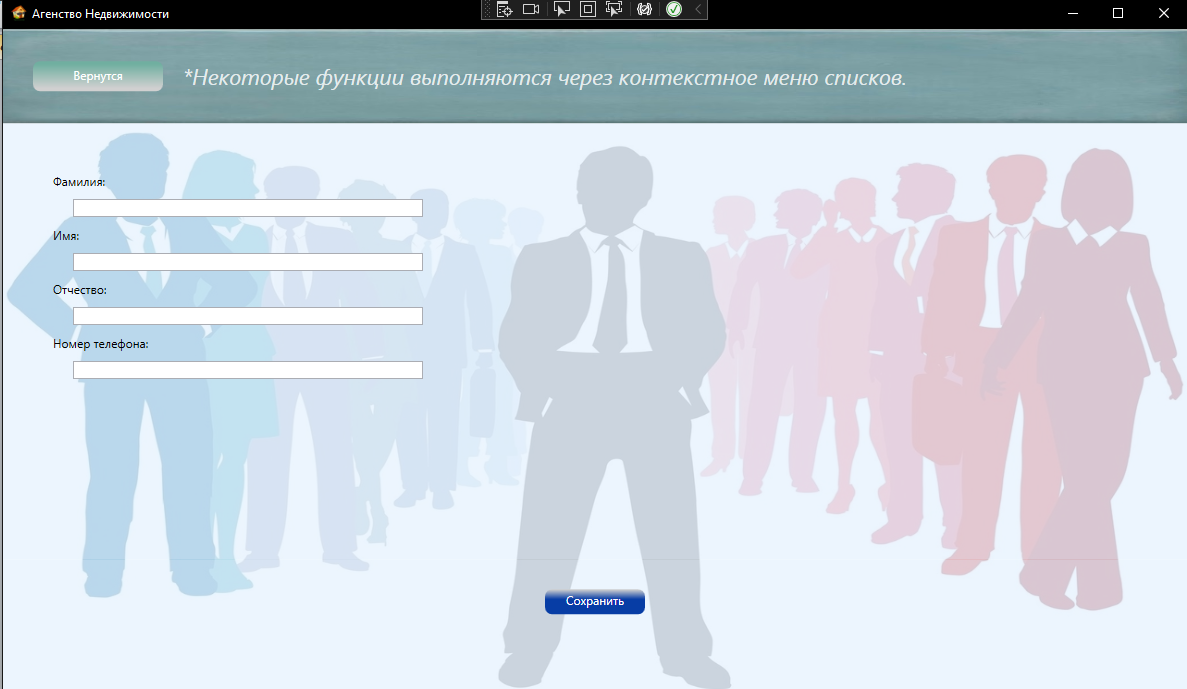 Агенство Недвижимости
Вернутся
*Некоторые функции выполняются через контекстное меню списков.
Фамилия:
Имя:
Отчество:
Номер телефона:
Сохранить